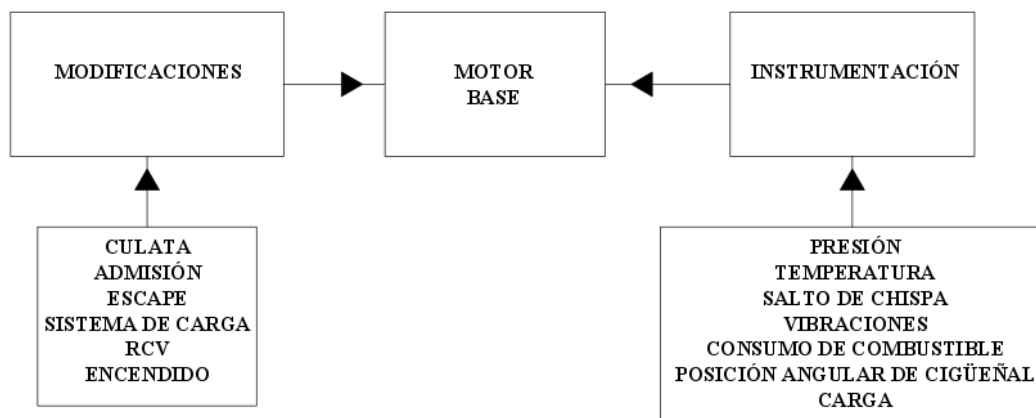 MODIFICACIONES
MOTOR
BASE
INSTRUMENTACIÓN
CULATA
ADMISIÓN
ESCAPE
SISTEMA DE CARGA
RCV
ENCENDIDO
PRESIÓN
TEMPERATURA
SALTO DE CHISPA
VIBRACIONES
CONSUMO DE COMBUSTIBLE
POSICIÓN ANGULAR DE CIGÜEÑAL
CARGA